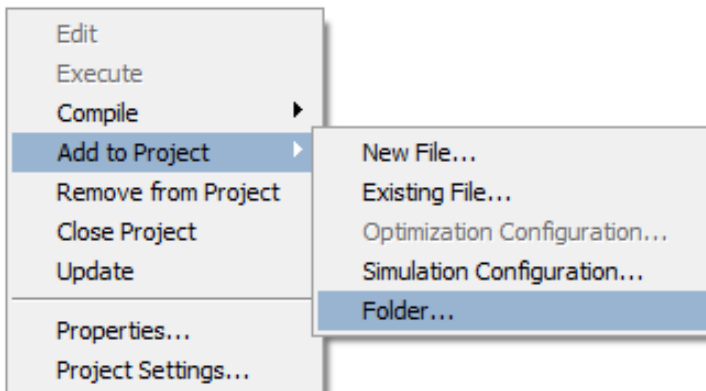 Edit
Execute
Compile
Add to Project
Remove from Project
Close Project
Update
Properties...
Project Settings...
New File...
Existing File...
Optimization Configuration...
Simulation Configuration...
Folder...